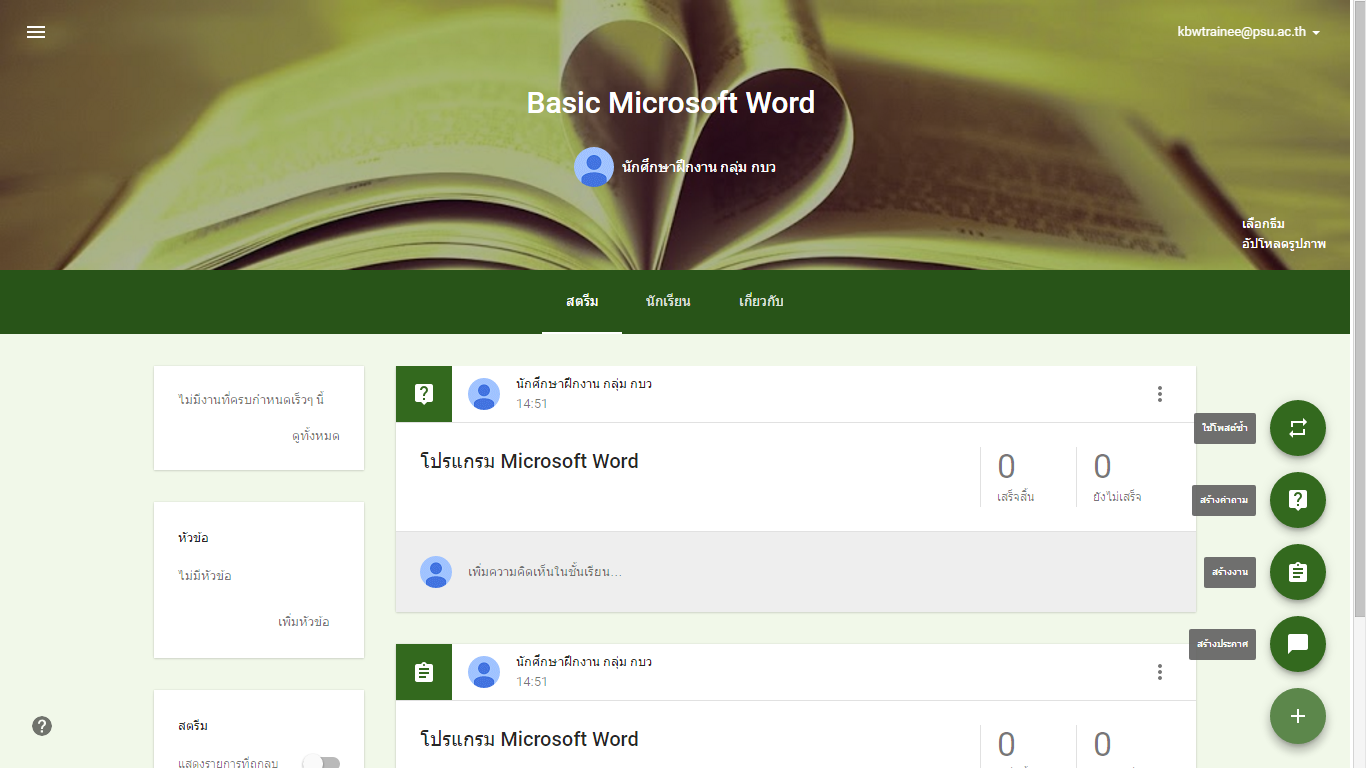 kbwtrainee@psu.ac.th
Basic Microsoft Word
นักศึกษาฝึกงาน กลุ่ม กบว
เลือกธีม
อัปโหลดรูปภาพ
สตรีม นักเรียน เกี่ยวกับ
ไม่มีงานที่ครบกำหนดเร็วๆ นี้
ดูทั้งหมด
หัวข้อ
ไม่มีหัวข้อ
เพิ่มหัวข้อ
สตรีม
แสดงรายการที่ถูกลบ
นักศึกษาฝึกงาน กลุ่ม กบว
14:51
โปรแกรม Microsoft Word
0 0
เสร็จสิ้น ยังไม่เสร็จ
เพิ่มความคิดเห็นในชั้นเรียน...
นักศึกษาฝึกงาน กลุ่ม กบว
14:51
โปรแกรม Microsoft Word
0 0
ใช้โพสต์ซ้ำ
สร้างคำถาม
สร้างงาน
สร้างประกาศ